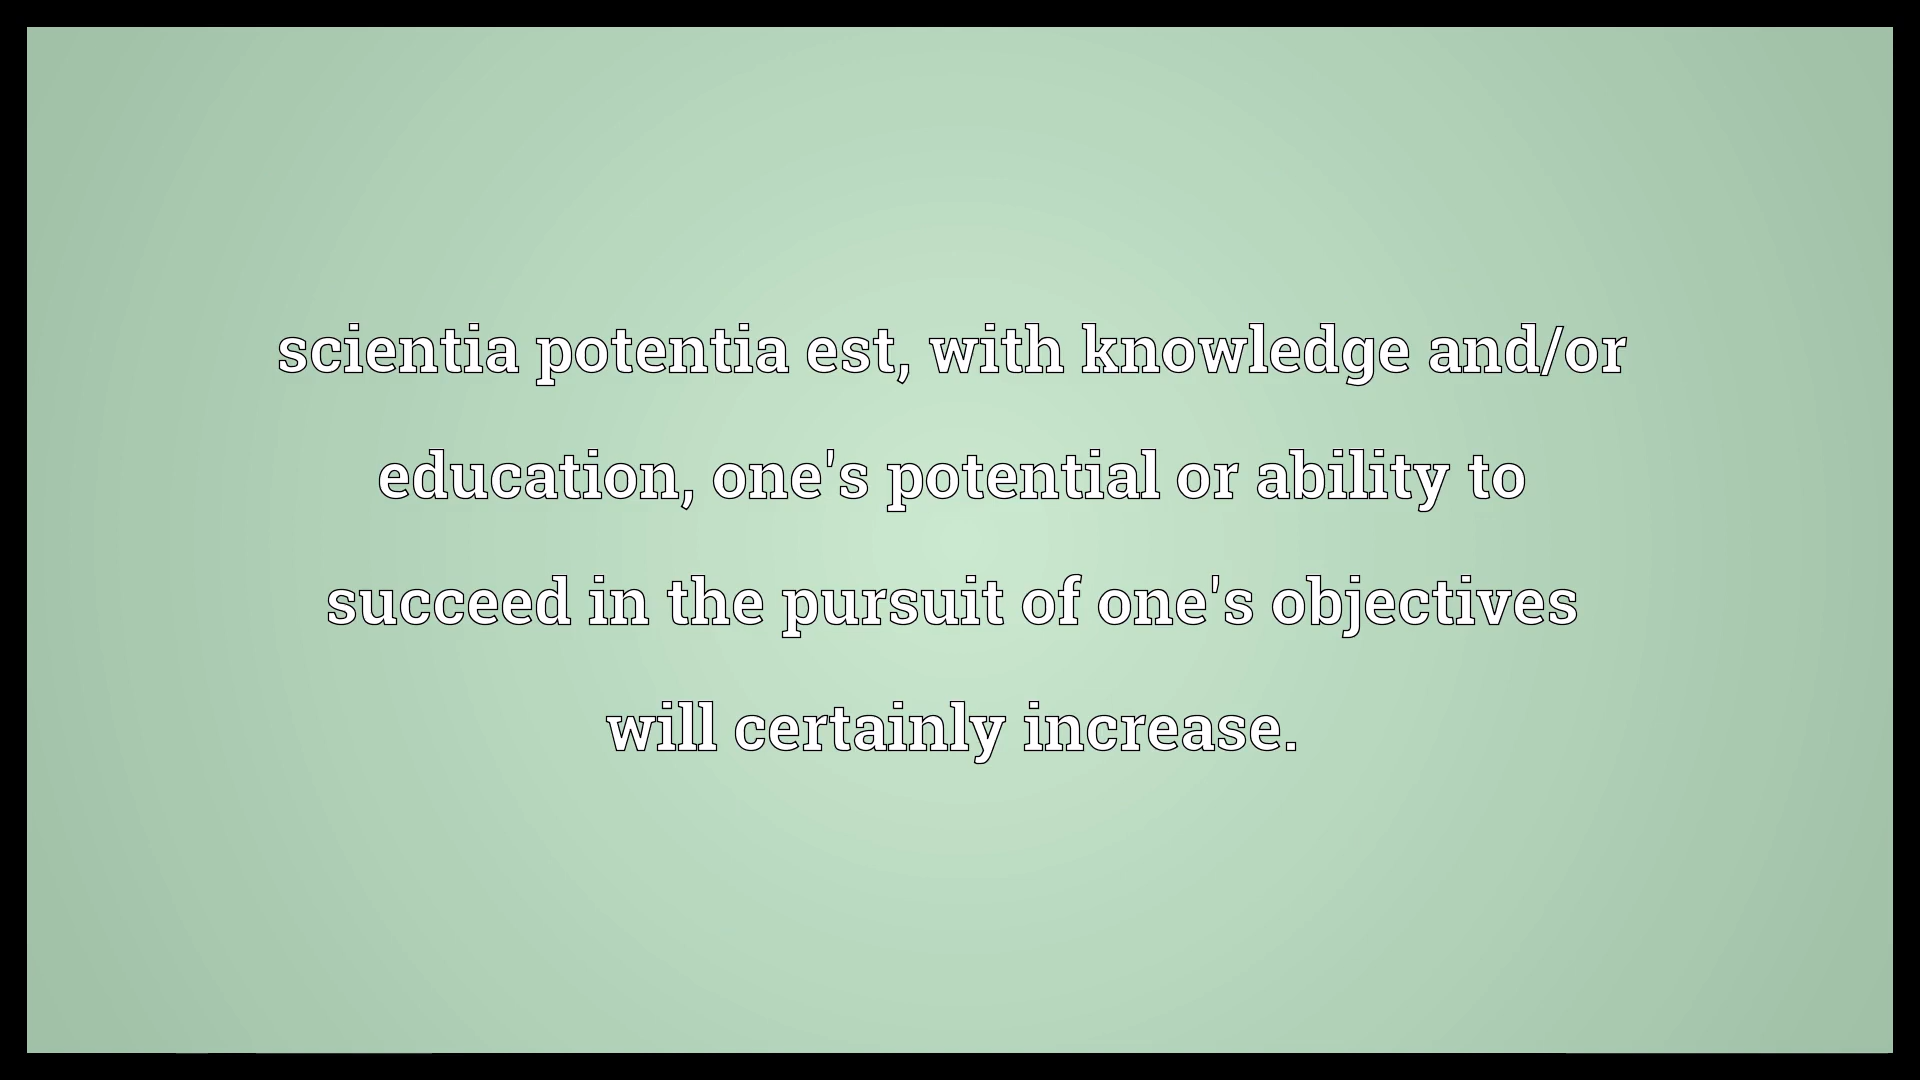 scientia potentia est, with knowledge and/or
education, one's potential or ability to
succeed in the pursuit of one's objectives
will certainly increase.